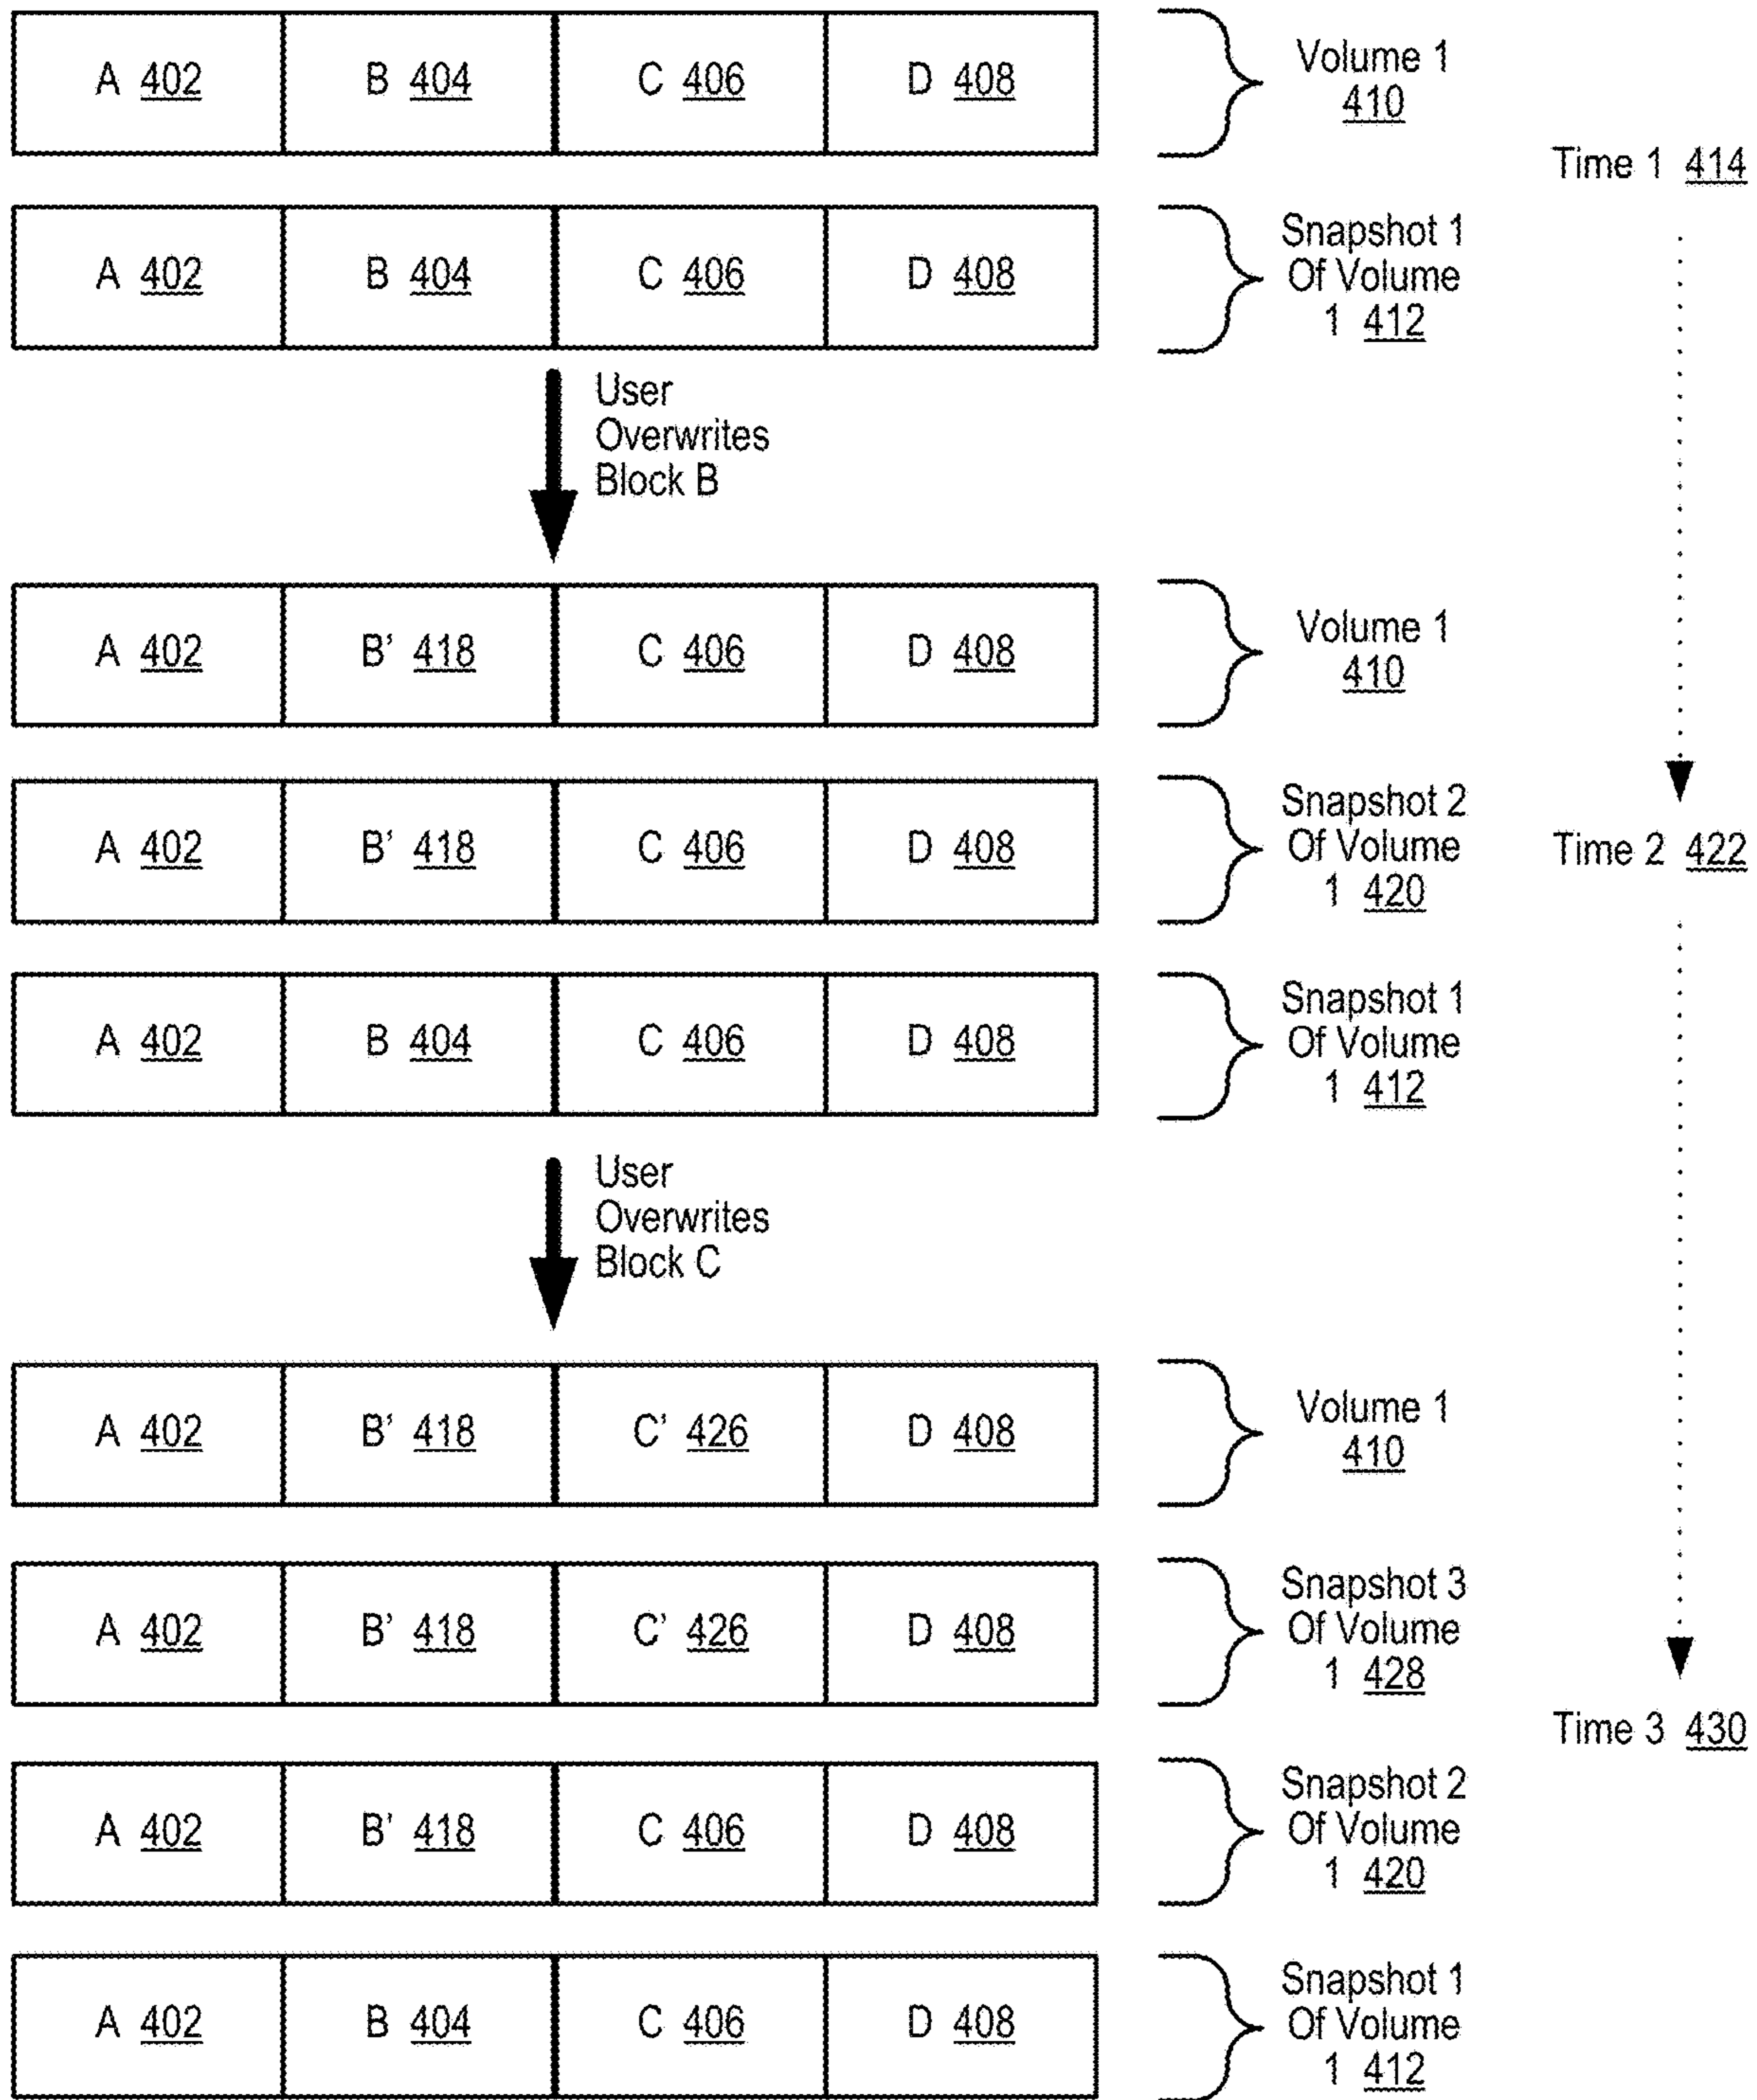 A 402 B 404 C 406 D 408
Volume 1
410
Time 1 414
A 402 B 404 C 406 D 408
Snapshot 1
Of Volume
1 412
User
Overwrites
Block B
A 402 B' 418 C 406 D 408
Volume 1
410
A 402 B' 418 C 406 D 408
Snapshot 2
Of Volume
1 420
Time 2 422
A 402 B 404 C 406 D 408
Snapshot 1
Of Volume
1 412
User
Overwrites
Block C
A 402 B' 418 C' 426 D 408
Volume 1
410
A 402 B' 418 C' 426 D 408
Snapshot 3
Of Volume
1 428
Time 3 430
A 402 B' 418 C 406 D 408
Snapshot 2
Of Volume
1 420
A 402 B 404 C 406 D 408
Snapshot 1
Of Volume
1 412